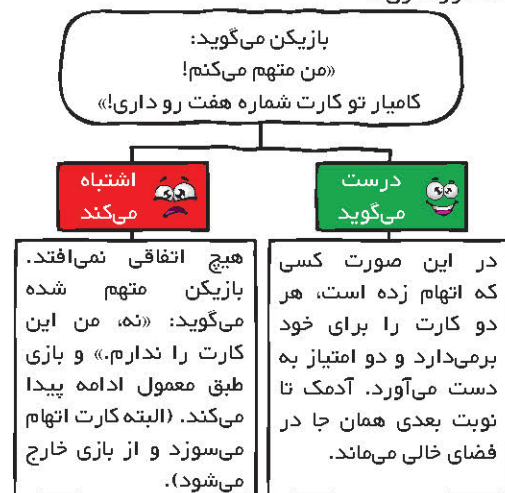 بازیکن می‌گوید:
«من متهم می‌کنم!
کامیار تو کارت شماره هفت رو داری!»
درست
می‌گوید
در این صورت کسی
که اتهام زده است، هر
دو کارت را برای خود
برمی‌دارد و دو امتیاز به
دست می‌آورد. آدمک تا
نوبت بعدی همان جا در
فضای خالی می‌ماند.
اشتباه
می‌کند
هیچ اتفاقی نمی‌افتد.
بازیکن متهم شده
می‌گوید: «نه، من این
کارت را ندارم.» و بازی
طبق معمول ادامه پیدا
می‌کند. (البته کارت اتهام
می‌سوزد و از بازی خارج
می‌شود).